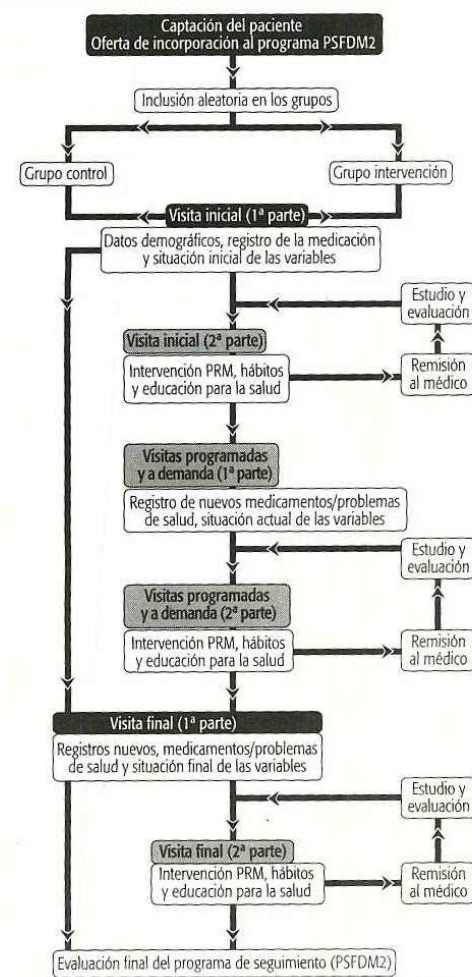 Captación del paciente
Oferta de incorporación al programa PSFDM2
Inclusión aleatoria en los grupos
Grupo control
Grupo intervención
Visita inicial (1ª parte)
Datos demográficos, registro de la medicación
y situación inicial de las variables
Estudio y
evaluación
Visita inicial (2ª parte)
Intervención PRM, hábitos
y educación para la salud
Remisión
al médico
Visitas programadas
y a demanda (1ª parte)
Registro de nuevos medicamentos/problemas
de salud, situación actual de las variables
Estudio y
evaluación
Visitas programadas
y a demanda (2ª parte)
Intervención PRM, hábitos
y educación para la salud
Remisión
al médico
Visita final (1ª parte)
Registros nuevos, medicamentos/problemas
de salud y situación final de las variables
Estudio y
evaluación
Visita final (2ª parte)
Intervención PRM, hábitos
y educación para la salud
Remisión
al médico
Evaluación final del programa de seguimiento (PSFDM2)